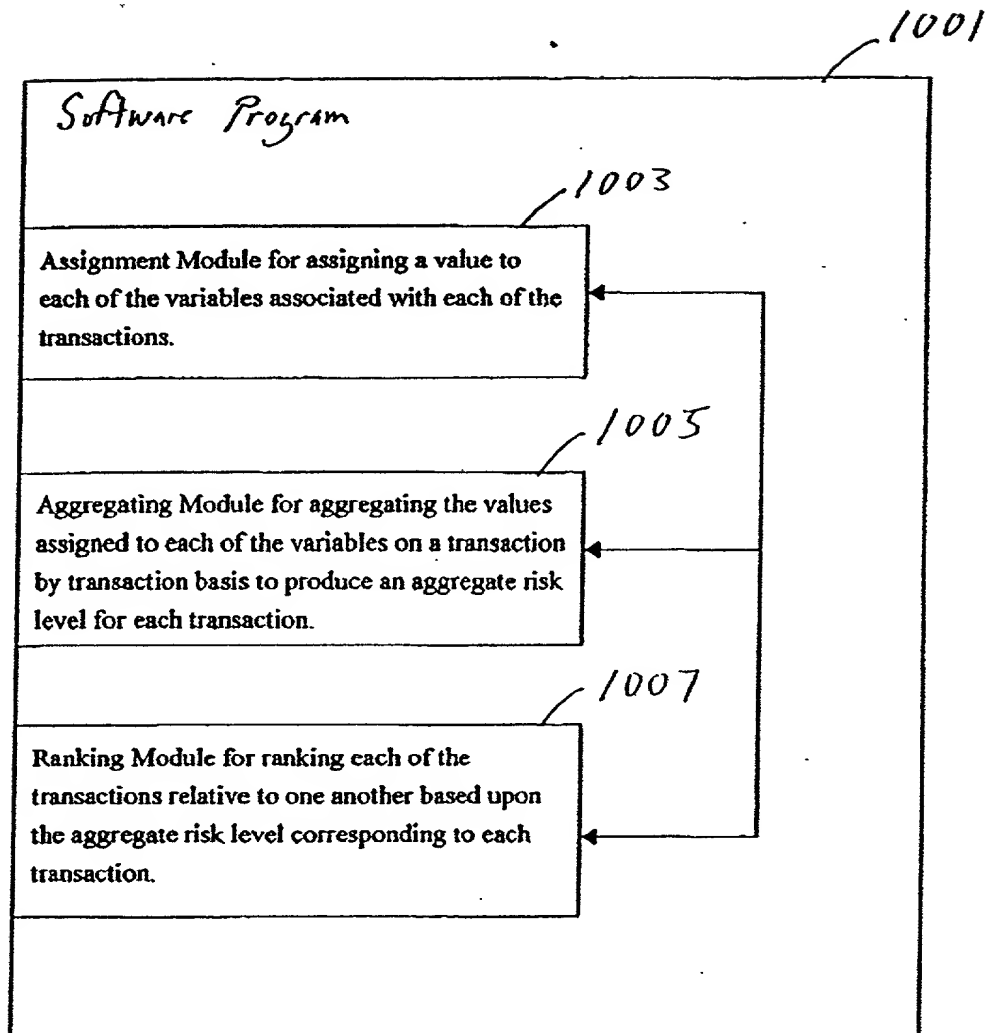 1001
Software Program
1003
Assignment Module for assigning a value to
each of the variables associated with each of the
transactions.
1005
Aggregating Module for aggregating the values
assigned to each of the variables on a transaction
by transaction basis to produce an aggregate risk
level for each transaction.
1007
Ranking Module for ranking each of the
transactions relative to one another based upon
the aggregate risk level corresponding to each
transaction.